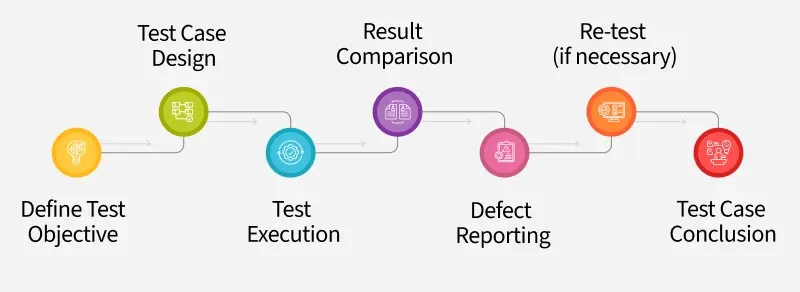 Define Test
Objective
Test Case
Design
Test
Execution
Result
Comparison
Defect
Reporting
Re-test
(if necessary)
Test Case
Conclusion